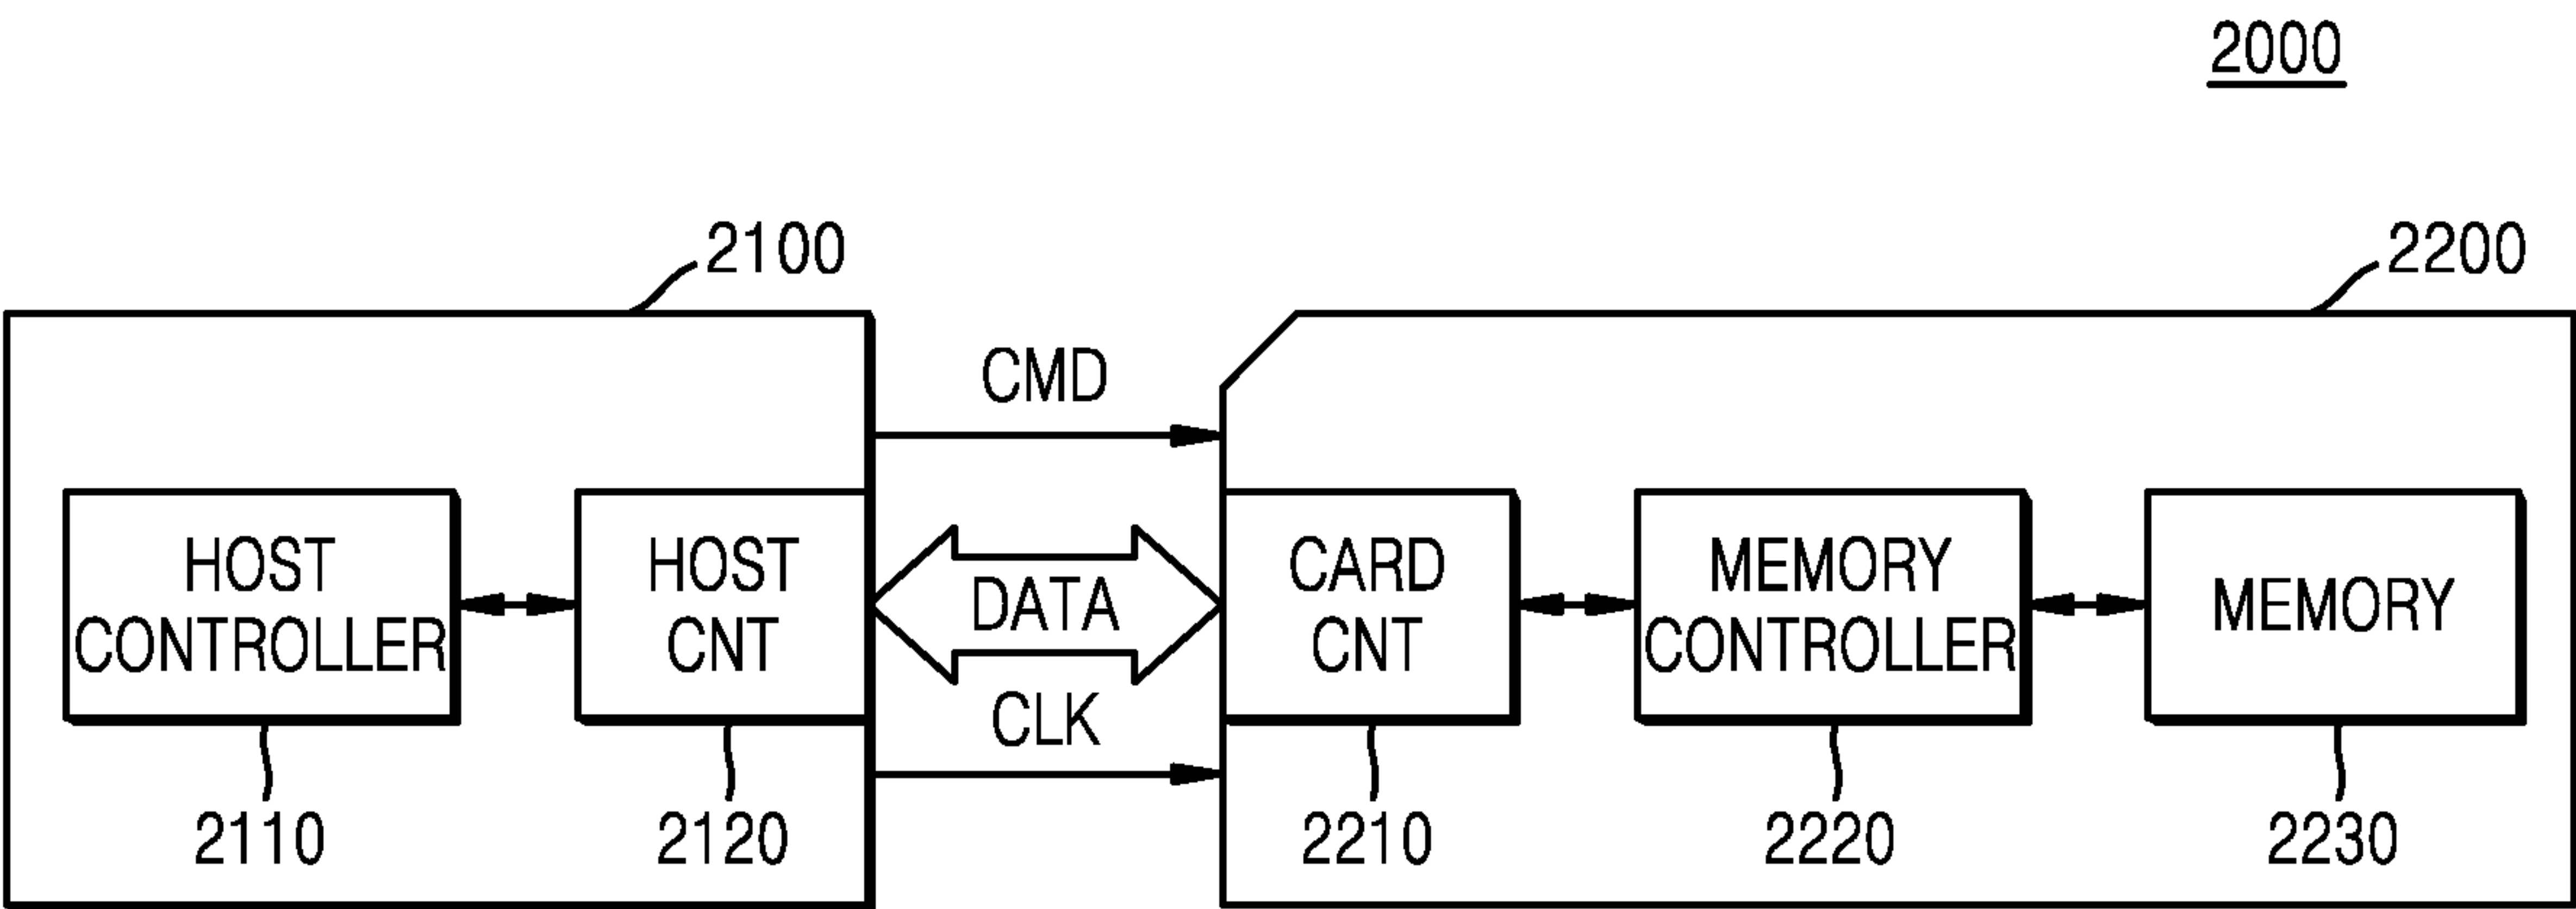 2000
2100
2200
CMD
HOST
CONTROLLER
HOST
CNT
DATA
CARD
CNT
MEMORY
CONTROLLER
MEMORY
CLK
2110
2120
2210
2220
2230